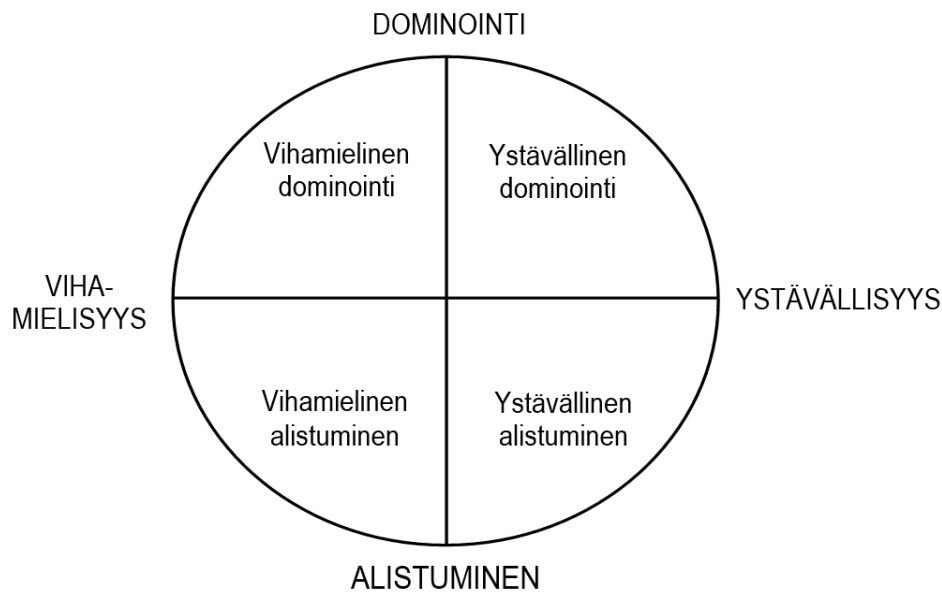 DOMINOINTI
Vihamielinen
dominointi
Ystävällinen
dominointi
VIHA-
MIELISYYS
YSTÄVÄLLISYYS
Vihamielinen
alistuminen
Ystävällinen
alistuminen
ALISTUMINEN